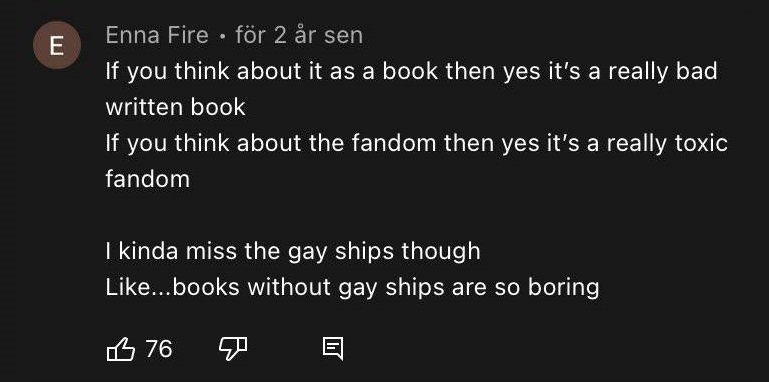 E
Enna Fire • för 2 år sen
If you think about it as a book then yes it's a really bad
written book
If you think about the fandom then yes it's a really toxic
fandom
I kinda miss the gay ships though
Like...books without gay ships are so boring
76